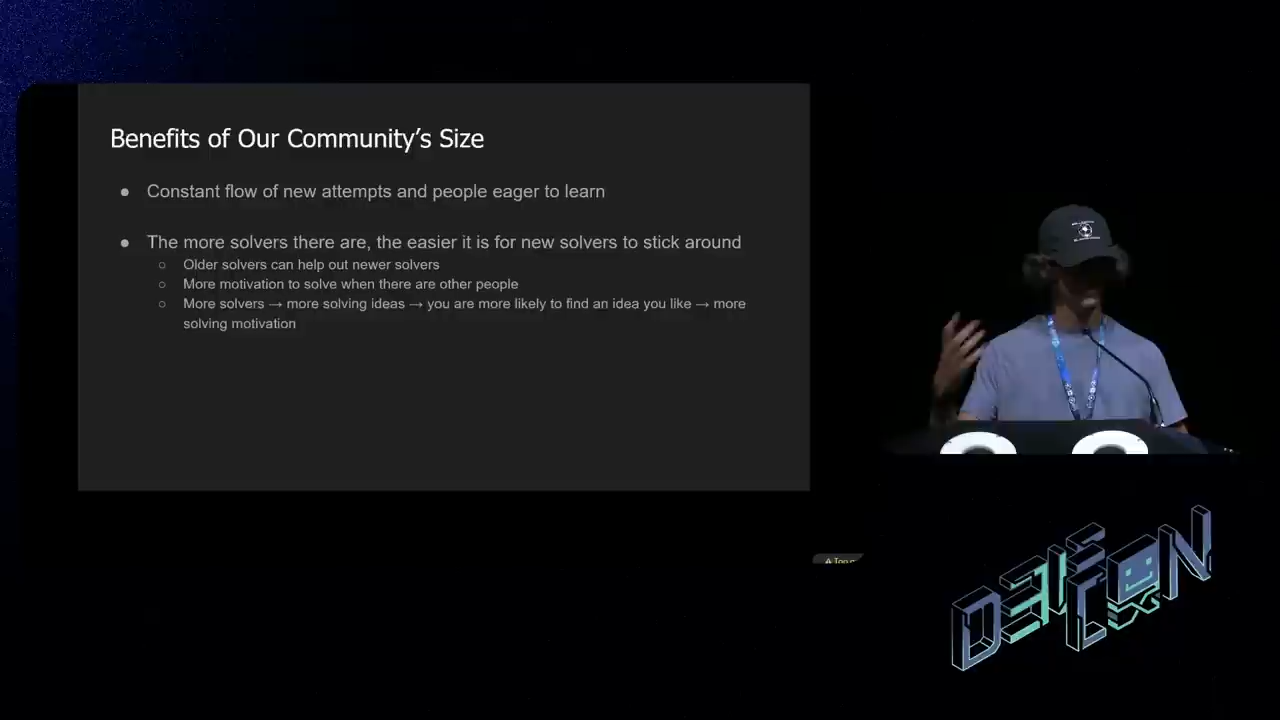 Benefits of Our Community's Size
● Constant flow of new attempts and people eager to learn
● The more solvers there are, the easier it is for new solvers to stick around
○ Older solvers can help out newer solvers
○ More motivation to solve when there are other people
○ More solvers → more solving ideas → you are more likely to find an idea you like → more
solving motivation
DEF
CON